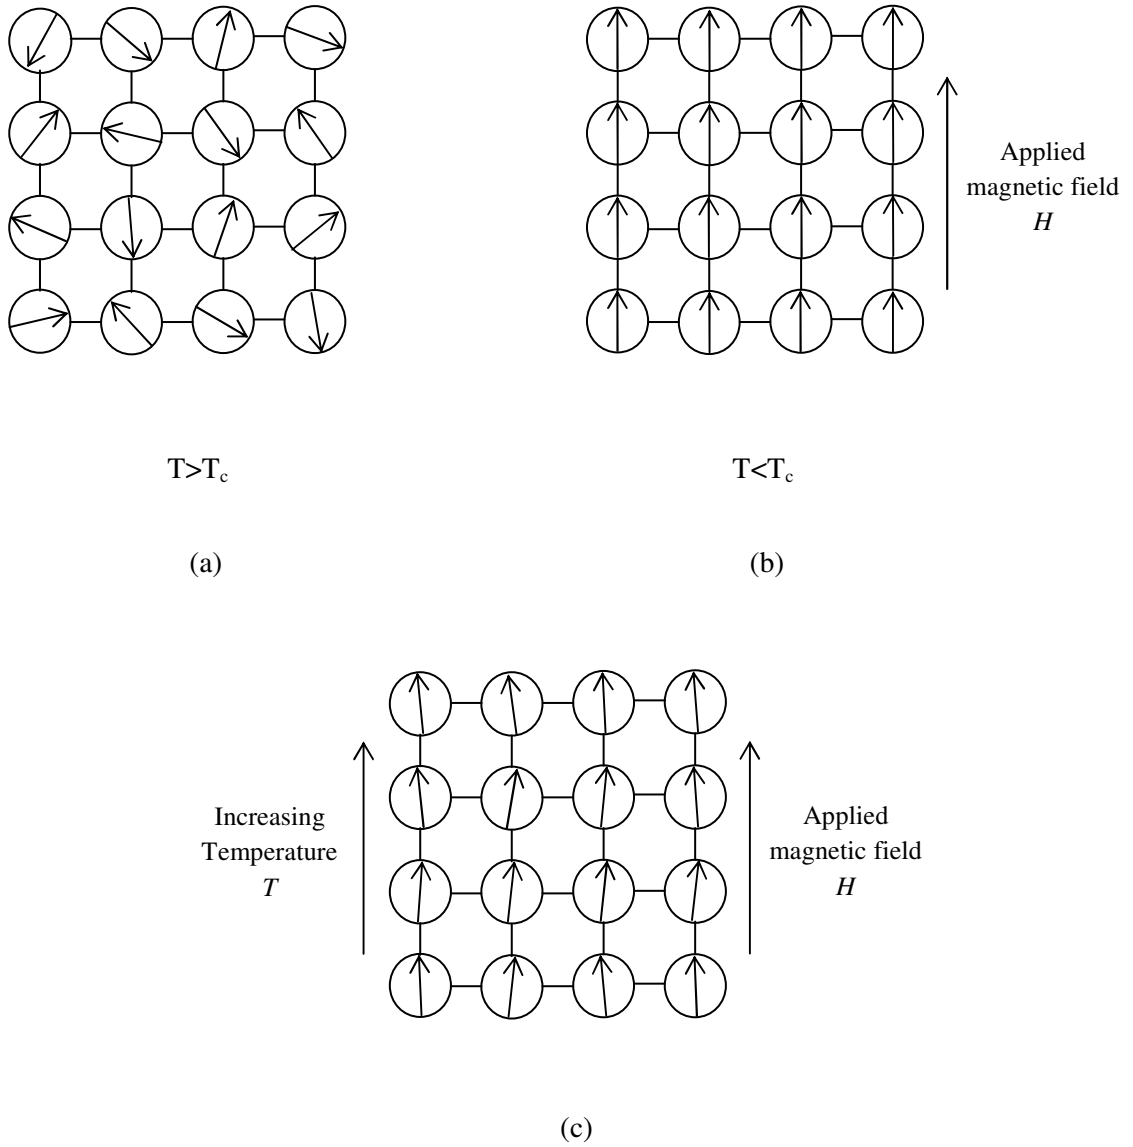 Applied
magnetic field
H
T>Tc
T<Tc
(a)
(b)
Increasing
Temperature
T
Applied
magnetic field
H
(c)